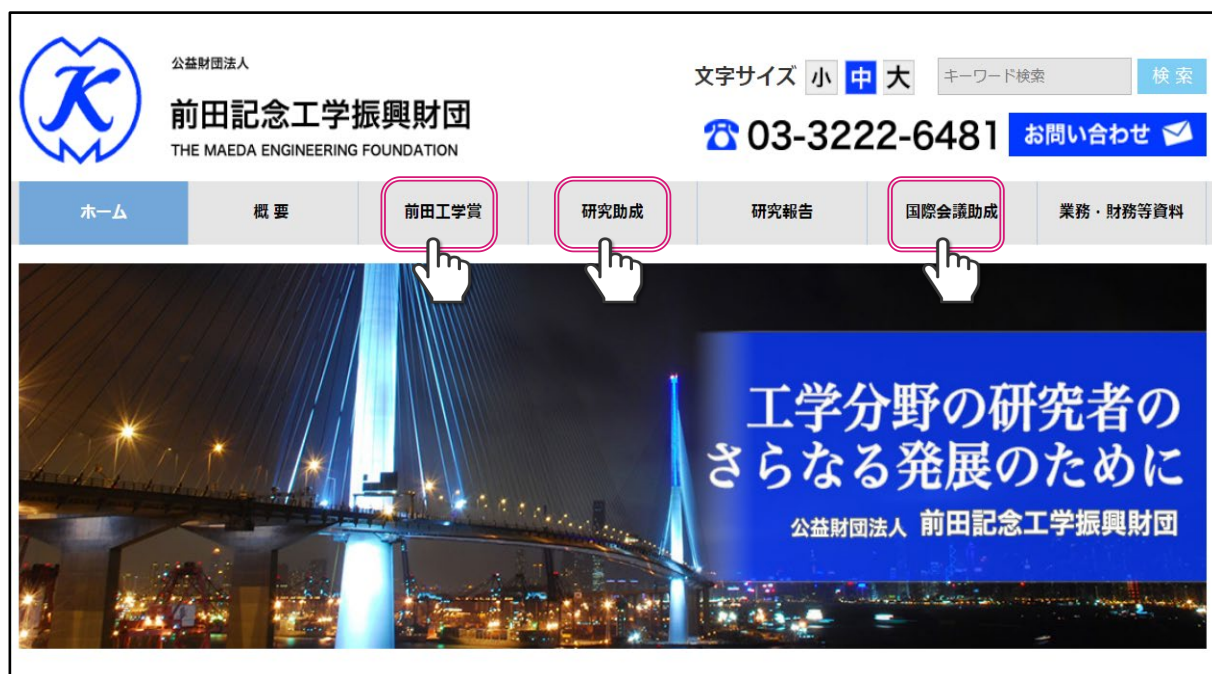 公益財団法人
前田記念工学振興財団
THE MAEDA ENGINEERING FOUNDATION
文字サイズ 小 中 大 キーワード検索 検 索
03-3222-6481 お問い合わせ
ホーム 概 要 前田工学賞 研究助成 研究報告 国際会議助成 業務・財務等資料
工学分野の研究者の
さらなる発展のために
公益財団法人 前田記念工学振興財団